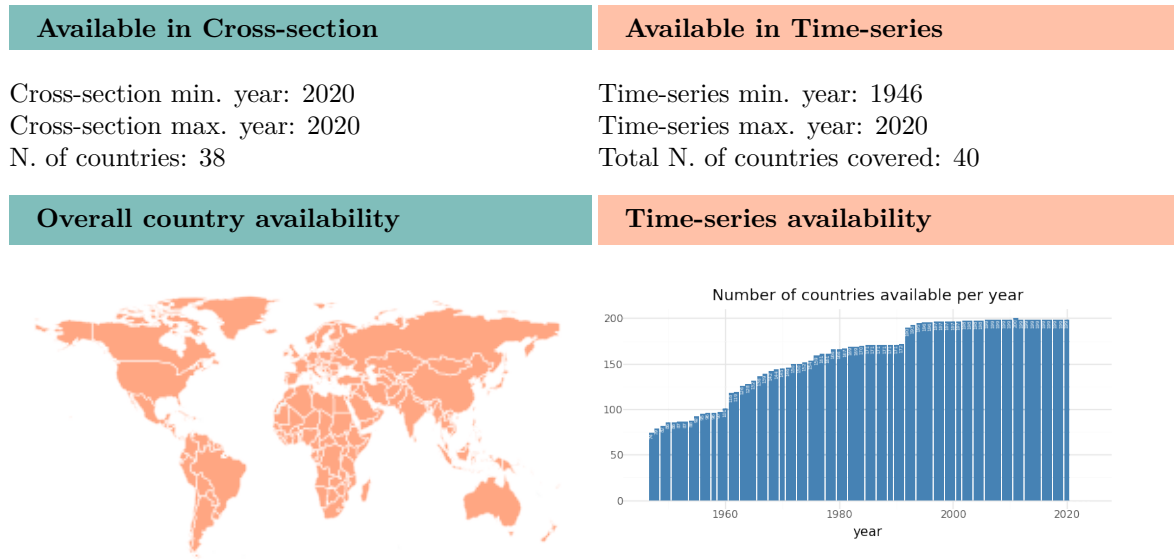 Available in Cross-section
Available in Time-series
Cross-section min. year: 2020
Cross-section max. year: 2020
N. of countries: 38
Time-series min. year: 1946
Time-series max. year: 2020
Total N. of countries covered: 40
Overall country availability
Time-series availability
Number of countries available per year
200
150
100
50
0
1960
1980
2000
2020
year